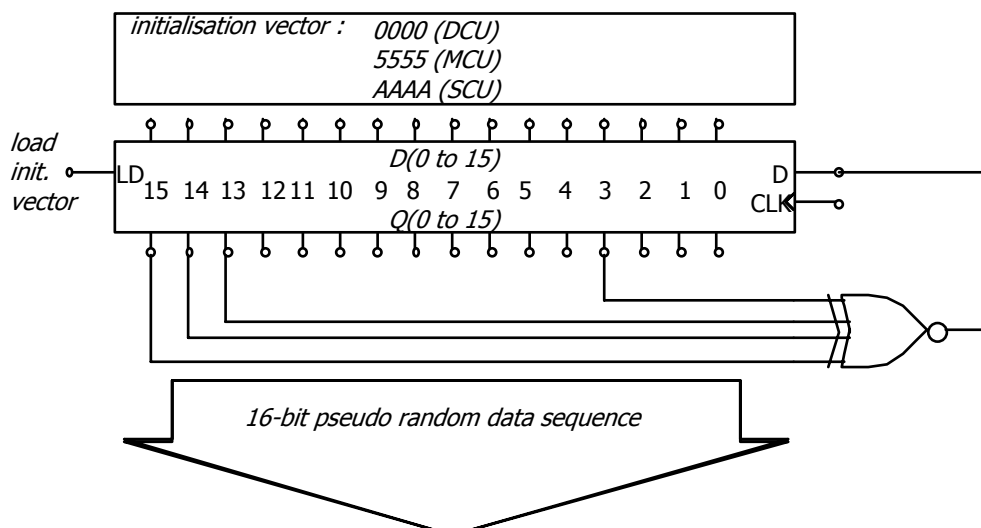 initialisation vector : 0000 (DCU)
5555 (MCU)
AAAA (SCU)
load
init.
vector
LD
D(0 to 15)
D
15 14 13 12 11 10 9 8 7 6 5 4 3 2 1 0
CLK
Q(0 to 15)
16-bit pseudo random data sequence